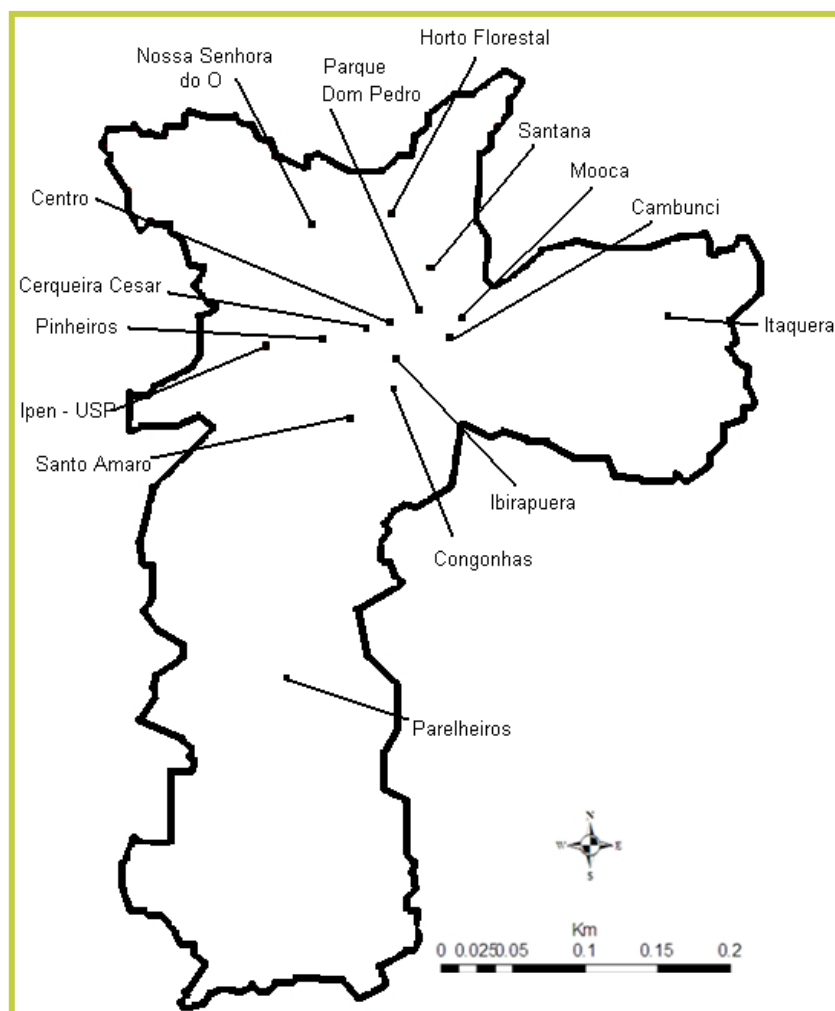 Horto Florestal
Nossa Senhora
do O
Parque
Dom Pedro
Santana
Mooca
Centro
Cambunci
Cerqueira Cesar
Pinheiros
Itaquera
Ipen - USP
Santo Amaro
Ibirapuera
Congonhas
Parelheiros
N
W E
S
Km
0 0.025 0.05 0.1 0.15 0.2